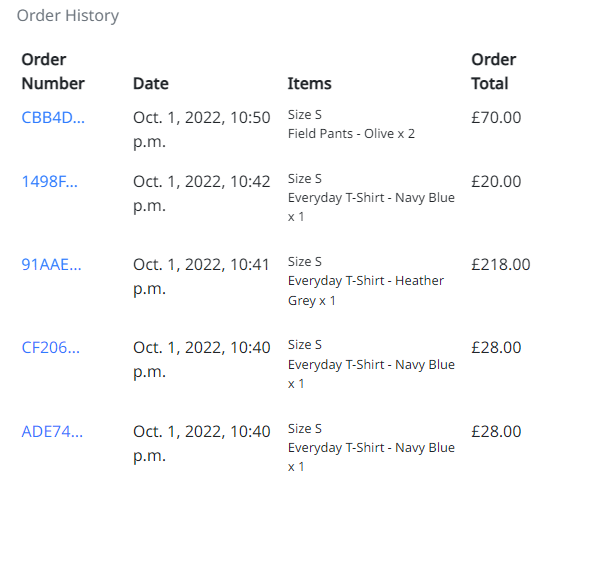 Order History
Order Number Date Items Order Total
CBB4D... Oct. 1, 2022, 10:50 p.m. Size S £70.00
Field Pants - Olive x 2
1498F... Oct. 1, 2022, 10:42 p.m. Size S £20.00
Everyday T-Shirt - Navy Blue x 1
91AAE... Oct. 1, 2022, 10:41 p.m. Size S £218.00
Everyday T-Shirt - Heather Grey x 1
CF206... Oct. 1, 2022, 10:40 p.m. Size S £28.00
Everyday T-Shirt - Navy Blue x 1
ADE74... Oct. 1, 2022, 10:40 p.m. Size S £28.00
Everyday T-Shirt - Navy Blue x 1